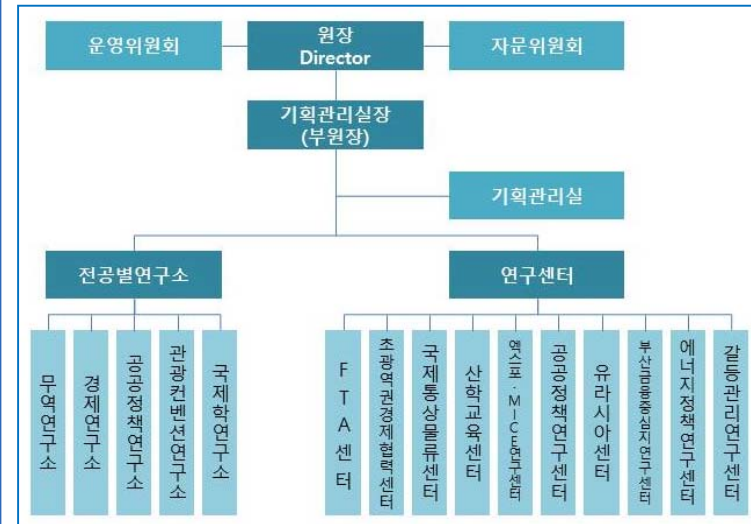 운영위원회
원장
Director
자문위원회
기획관리실장
(부원장)
기획관리실
전공별연구소
연구센터
무역연구소
경제연구소
공공정책연구소
관광컨벤션연구소
국제학연구소
FTA센터
초광역권경제협력센터
국제통상물류센터
산학교육센터
엑스포·MICE연구센터
공공정책연구센터
유라시아센터
부산금융중심지연구센터
에너지정책연구센터
갈등관리연구센터